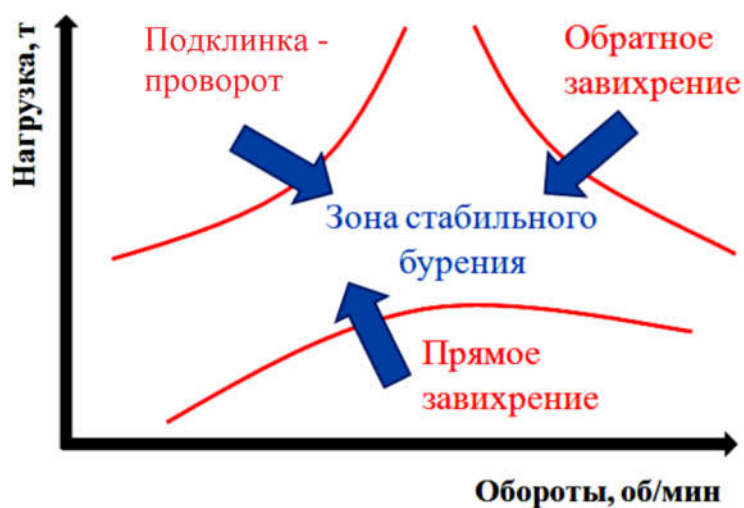 Нагрузка, т
Подклинка -
проворот
Обратное
завихрение
Зона стабильного
бурения
Прямое
завихрение
Обороты, об/мин